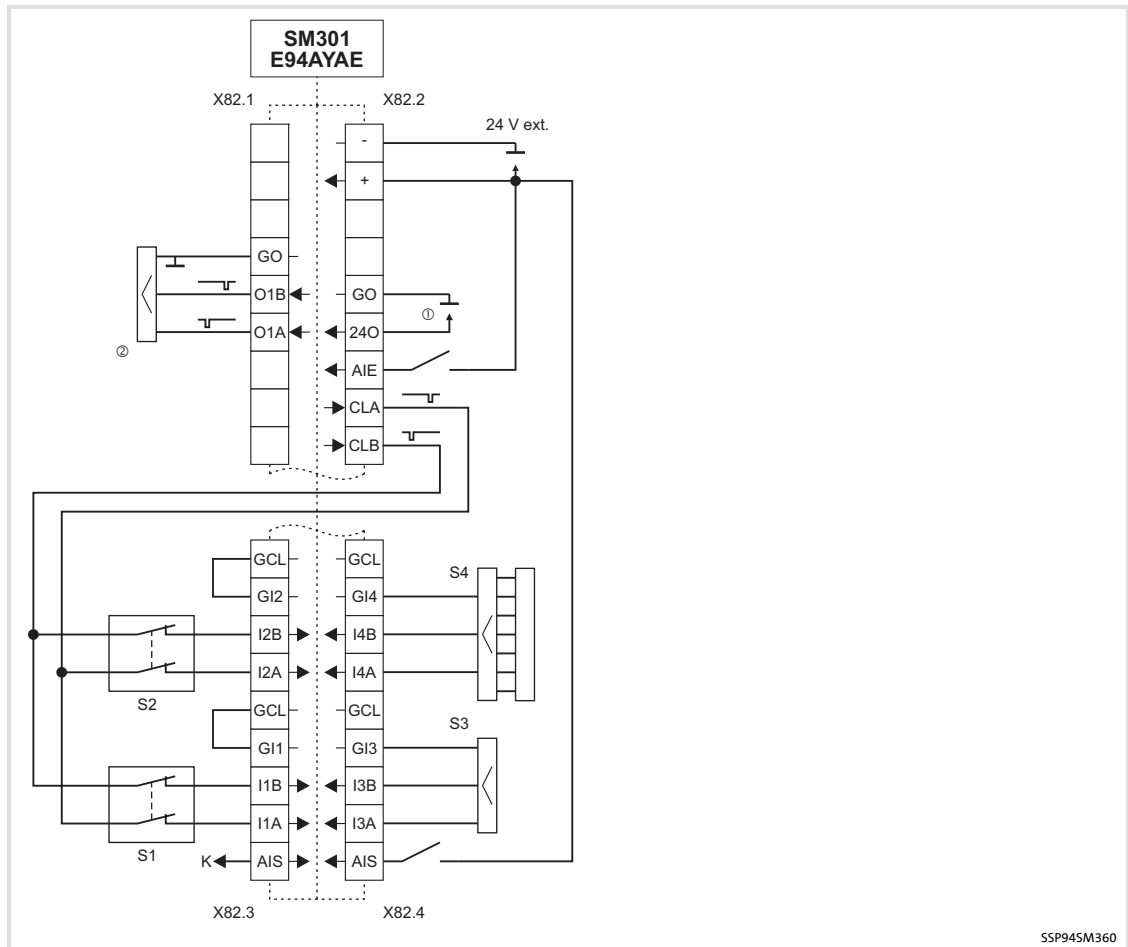 SM301
E94AYAE
X82.1
X82.2
24 V ext.
-
+
GO
O1B
GO
①
O1A
24O
②
AIE
CLA
CLB
GCL
GCL
S4
GI2
GI4
I2B
I4B
I2A
I4A
S2
GCL
GCL
S3
GI1
GI3
I1B
I3B
I1A
I3A
S1
K
AIS
AIS
X82.3
X82.4
SSP94SM360